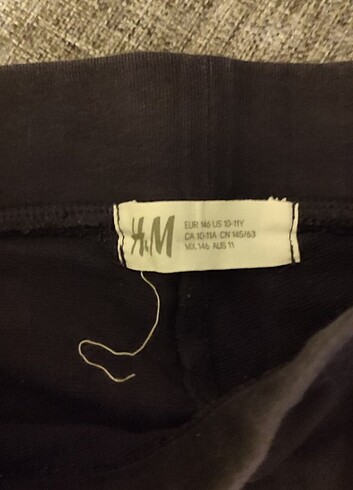 H&M
EUR 146 US 10-11Y
CA 10-11A CN 145/63
MX 146 AUS 11